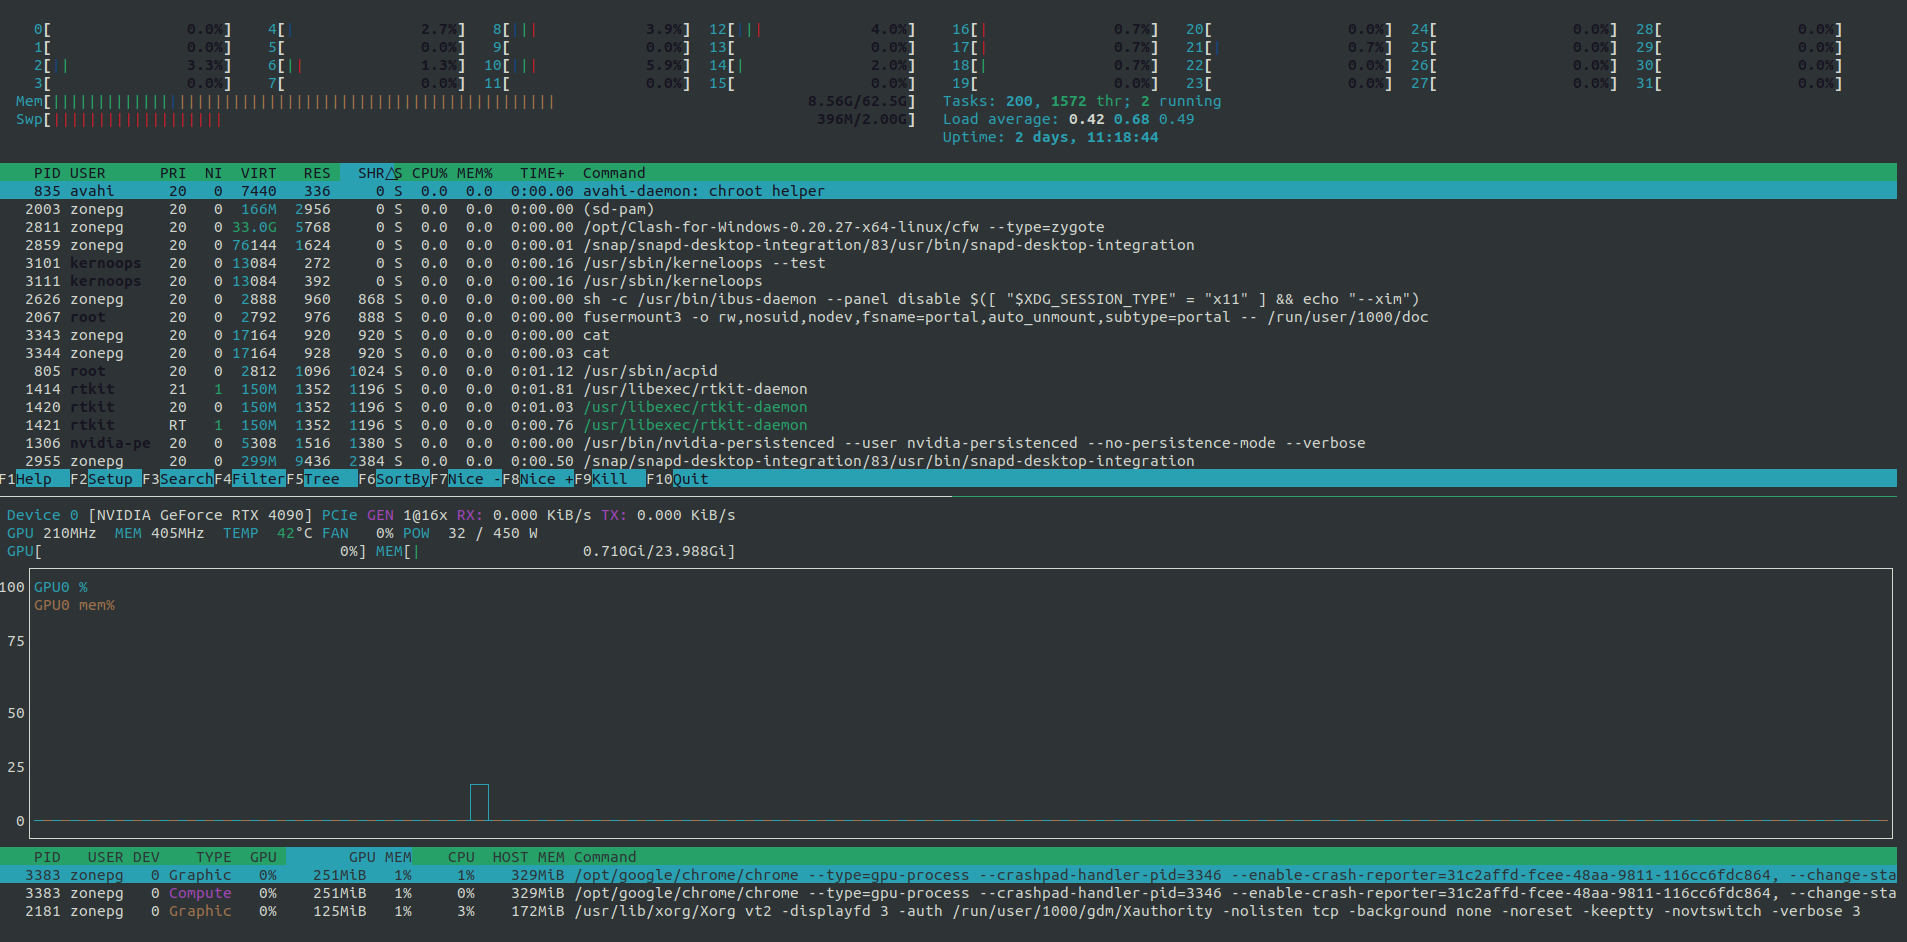 0[ 0.0%] 4[| 2.7%] 8[||| 3.9%] 12[||| 4.0%] 16[| 0.7%] 20[ 0.0%] 24[ 0.0%] 28[ 0.0%]
1[ 0.0%] 5[ 0.0%] 9[ 0.0%] 13[ 0.0%] 17[| 0.7%] 21[| 0.7%] 25[ 0.0%] 29[ 0.0%]
2[|| 3.3%] 6[|| 1.3%] 10[||| 5.9%] 14[| 2.0%] 18[| 0.7%] 22[ 0.0%] 26[ 0.0%] 30[ 0.0%]
3[ 0.0%] 7[ 0.0%] 11[ 0.0%] 15[ 0.0%] 19[ 0.0%] 23[ 0.0%] 27[ 0.0%] 31[ 0.0%]
Mem[||||||||||||||||||||||||||||||||||||||||||||||||||||||||| 8.56G/62.5G] Tasks: 200, 1572 thr; 2 running
Swp[||||||||||||||||||| 396M/2.00G] Load average: 0.42 0.68 0.49
Uptime: 2 days, 11:18:44
PID USER PRI NI VIRT RES SHR△S CPU% MEM% TIME+ Command
835 avahi 20 0 7440 336 0 S 0.0 0.0 0:00.00 avahi-daemon: chroot helper
2003 zonepg 20 0 166M 2956 0 S 0.0 0.0 0:00.00 (sd-pam)
2811 zonepg 20 0 33.0G 5768 0 S 0.0 0.0 0:00.00 /opt/Clash-for-Windows-0.20.27-x64-linux/cfw --type=zygote
2859 zonepg 20 0 76144 1624 0 S 0.0 0.0 0:00.01 /snap/snapd-desktop-integration/83/usr/bin/snapd-desktop-integration
3101 kernoops 20 0 13084 272 0 S 0.0 0.0 0:00.16 /usr/sbin/kerneloops --test
3111 kernoops 20 0 13084 392 0 S 0.0 0.0 0:00.16 /usr/sbin/kerneloops
2626 zonepg 20 0 2888 960 868 S 0.0 0.0 0:00.00 sh -c /usr/bin/ibus-daemon --panel disable $([ "$XDG_SESSION_TYPE" = "x11" ] && echo "--xim")
2067 root 20 0 2792 976 888 S 0.0 0.0 0:00.00 fusermount3 -o rw,nosuid,nodev,fsname=portal,auto_unmount,subtype=portal -- /run/user/1000/doc
3343 zonepg 20 0 17164 920 920 S 0.0 0.0 0:00.00 cat
3344 zonepg 20 0 17164 928 920 S 0.0 0.0 0:00.03 cat
805 root 20 0 2812 1096 1024 S 0.0 0.0 0:01.12 /usr/sbin/acpid
1414 rtkit 21 1 150M 1352 1196 S 0.0 0.0 0:01.81 /usr/libexec/rtkit-daemon
1420 rtkit 20 0 150M 1352 1196 S 0.0 0.0 0:01.03 /usr/libexec/rtkit-daemon
1421 rtkit RT 1 150M 1352 1196 S 0.0 0.0 0:00.76 /usr/libexec/rtkit-daemon
1306 nvidia-pe 20 0 5308 1516 1380 S 0.0 0.0 0:00.00 /usr/bin/nvidia-persistenced --user nvidia-persistenced --no-persistence-mode --verbose
2955 zonepg 20 0 299M 9436 2384 S 0.0 0.0 0:00.50 /snap/snapd-desktop-integration/83/usr/bin/snapd-desktop-integration
F1Help F2Setup F3SearchF4FilterF5Tree F6SortByF7Nice -F8Nice +F9Kill F10Quit
Device 0 [NVIDIA GeForce RTX 4090] PCIe GEN 1@16x RX: 0.000 KiB/s TX: 0.000 KiB/s
GPU 210MHz MEM 405MHz TEMP 42°C FAN 0% POW 32 / 450 W
GPU[ 0%] MEM[| 0.710Gi/23.988Gi]
100 GPU0 %
GPU0 mem%
75
50
25
0
PID USER DEV TYPE GPU GPU MEM CPU HOST MEM Command
3383 zonepg 0 Graphic 0% 251MiB 1% 1% 329MiB /opt/google/chrome/chrome --type=gpu-process --crashpad-handler-pid=3346 --enable-crash-reporter=31c2affd-fcee-48aa-9811-116cc6fdc864, --change-sta
3383 zonepg 0 Compute 0% 251MiB 1% 0% 329MiB /opt/google/chrome/chrome --type=gpu-process --crashpad-handler-pid=3346 --enable-crash-reporter=31c2affd-fcee-48aa-9811-116cc6fdc864, --change-sta
2181 zonepg 0 Graphic 0% 125MiB 1% 3% 172MiB /usr/lib/xorg/Xorg vt2 -displayfd 3 -auth /run/user/1000/gdm/Xauthority -nolisten tcp -background none -noreset -keeptty -novtswitch -verbose 3